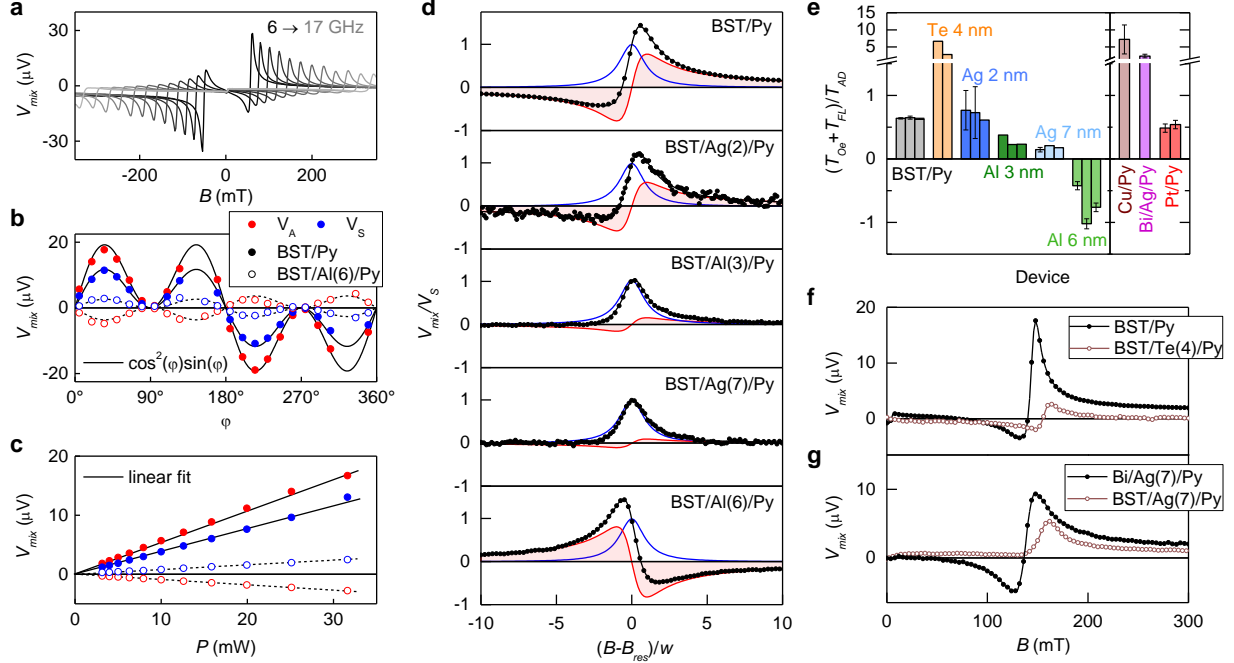 a
6 → 17 GHz
V_mix (μV)
30
0
-30
-200
0
200
B (mT)
b
V_A
V_S
BST/Py
BST/Al(6)/Py
V_mix (μV)
20
0
-20
cos²(φ)sin(φ)
0°
90°
180°
270°
360°
φ
c
linear fit
V_mix (μV)
20
10
0
0
10
20
30
P (mW)
d
BST/Py
1
0
-1
BST/Ag(2)/Py
1
0
1
BST/Al(3)/Py
1
0
1
BST/Ag(7)/Py
1
0
1
BST/Al(6)/Py
1
0
-1
V_mix/V_S
-10
-5
0
5
10
(B-B_res)/w
e
(T_Oe + T_FL)/T_AD
15
10
5
1
0
-1
Te 4 nm
Ag 2 nm
Ag 7 nm
BST/Py
Al 3 nm
Al 6 nm
Cu/Py
Bi/Ag/Py
Pt/Py
Device
f
BST/Py
BST/Te(4)/Py
V_mix (μV)
20
10
0
g
Bi/Ag(7)/Py
BST/Ag(7)/Py
V_mix (μV)
10
0
0
100
200
300
B (mT)